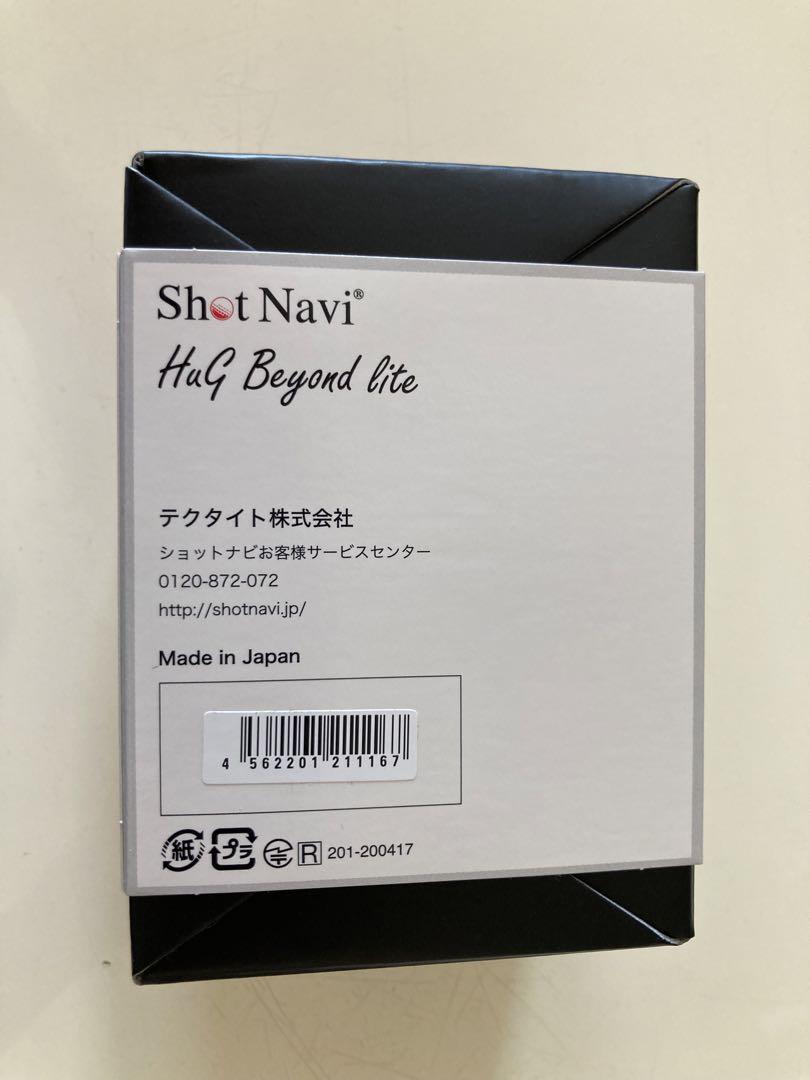 Shot Navi®
HuG Beyond lite
テクタイト株式会社
ショットナビお客様サービスセンター
0120-872-072
http://shotnavi.jp/
Made in Japan
4 562201 211167
紙 プラ R 201-200417